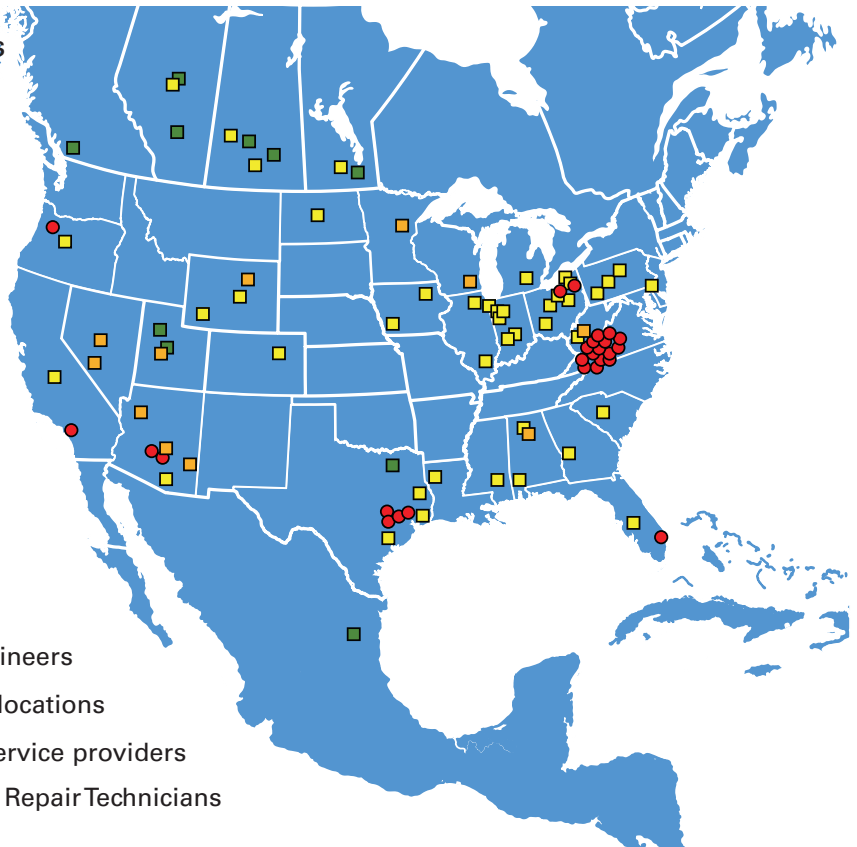 s
ineers
locations
ervice providers
Repair Technicians